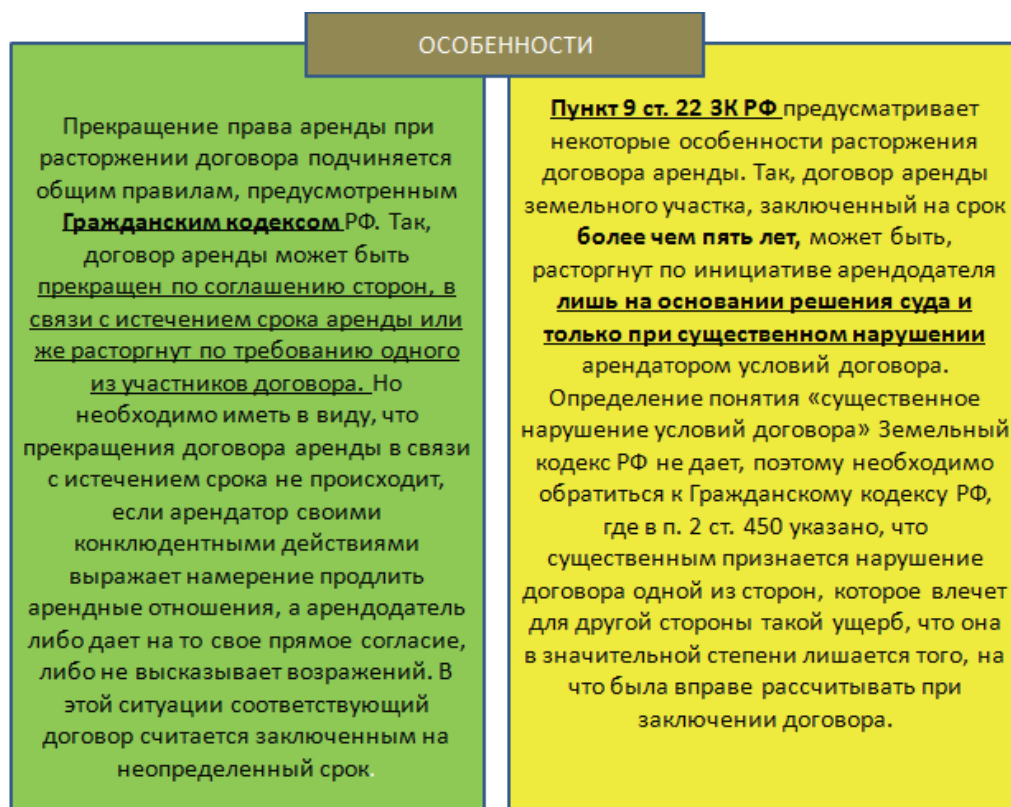 ОСОБЕННОСТИ
Прекращение права аренды при
расторжении договора подчиняется
общим правилам, предусмотренным
Гражданским кодексом РФ. Так,
договор аренды может быть
прекращен по соглашению сторон, в
связи с истечением срока аренды или
же расторгнут по требованию одного
из участников договора. Но
необходимо иметь в виду, что
прекращения договора аренды в связи
с истечением срока не происходит,
если арендатор своими
конклюдентными действиями
выражает намерение продлить
арендные отношения, а арендодатель
либо дает на то свое прямое согласие,
либо не высказывает возражений. В
этой ситуации соответствующий
договор считается заключенным на
неопределенный срок.
Пункт 9 ст. 22 ЗК РФ предусматривает
некоторые особенности расторжения
договора аренды. Так, договор аренды
земельного участка, заключенный на срок
более чем пять лет, может быть,
расторгнут по инициативе арендодателя
лишь на основании решения суда и
только при существенном нарушении
арендатором условий договора.
Определение понятия «существенное
нарушение условий договора» Земельный
кодекс РФ не дает, поэтому необходимо
обратиться к Гражданскому кодексу РФ,
где в п. 2 ст. 450 указано, что
существенным признается нарушение
договора одной из сторон, которое влечет
для другой стороны такой ущерб, что она
в значительной степени лишается того, на
что была вправе рассчитывать при
заключении договора.